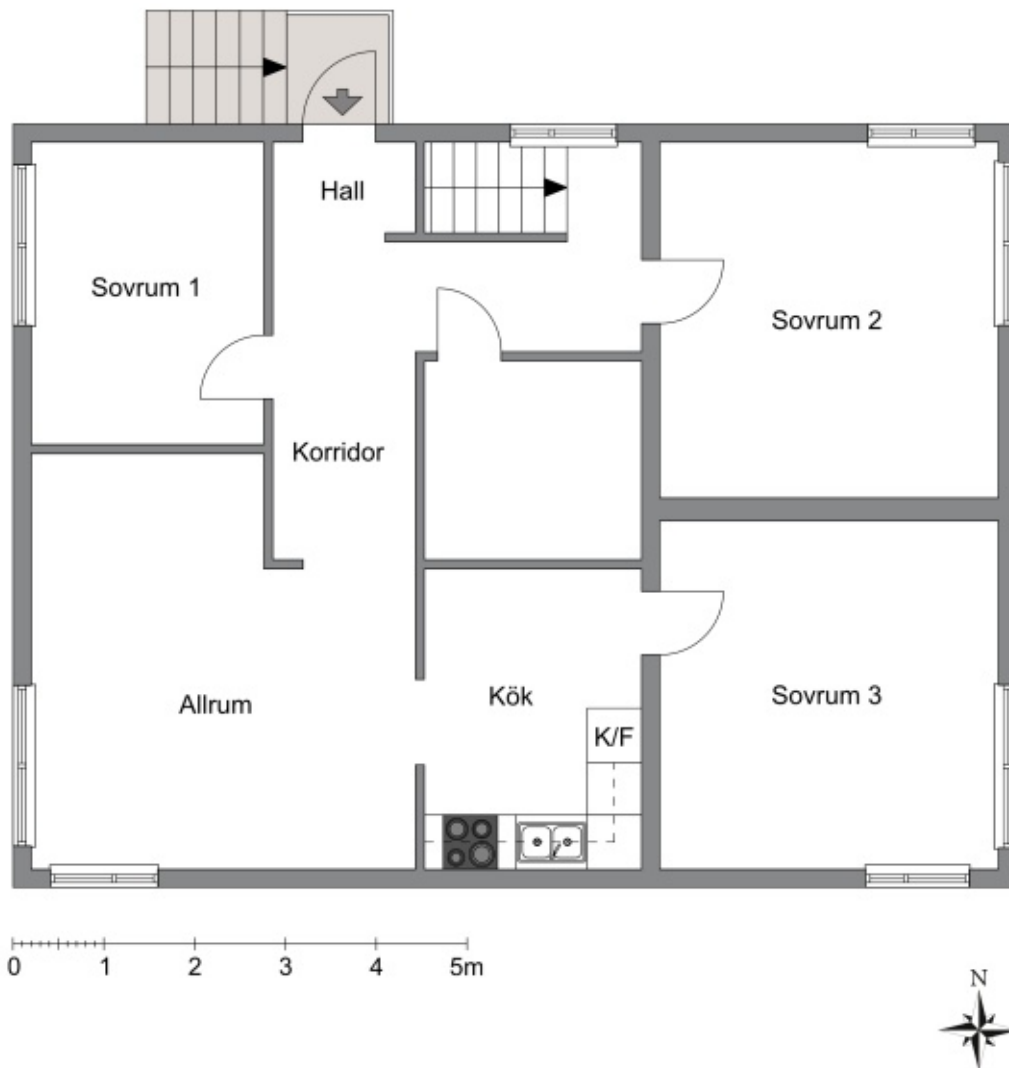 Hall
Sovrum 1
Sovrum 2
Korridor
Allrum
Kök
Sovrum 3
K/F
0 1 2 3 4 5m
N